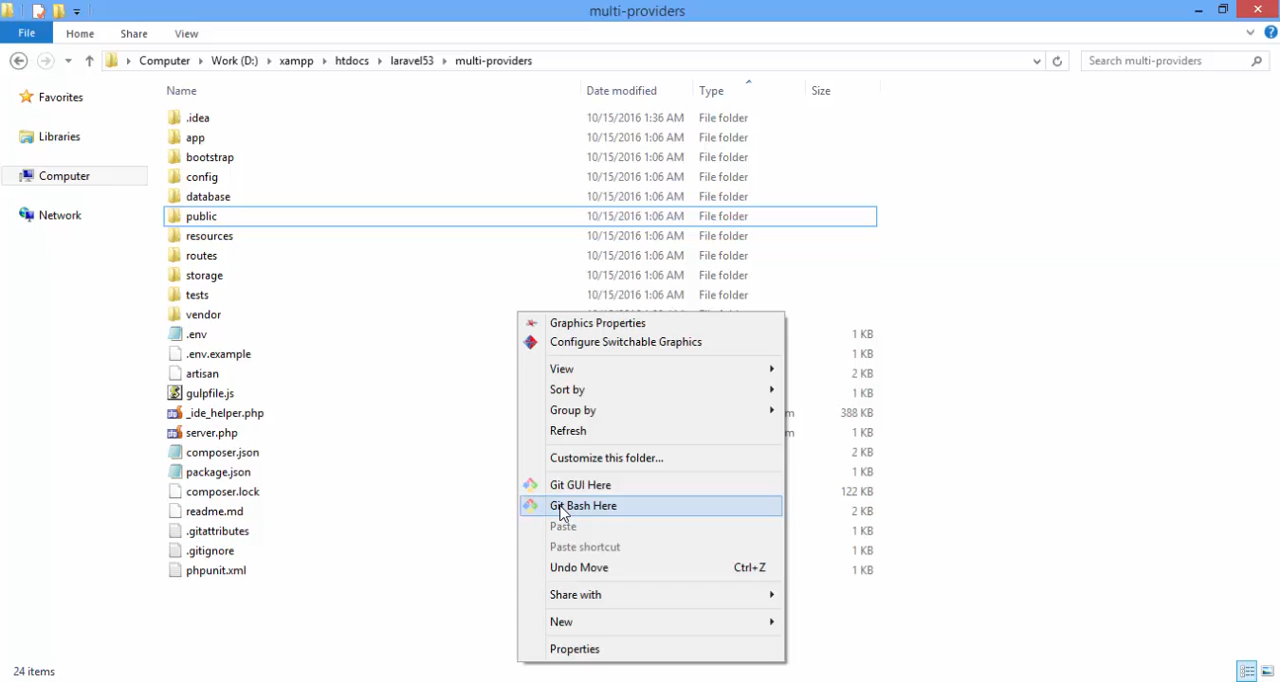 multi-providers
File Home Share View
Computer Work (D:) xampp htdocs laravel53 multi-providers
Search multi-providers
Name Date modified Type Size
Favorites
Libraries
Computer
Network
.idea 10/15/2016 1:36 AM File folder
app 10/15/2016 1:06 AM File folder
bootstrap 10/15/2016 1:06 AM File folder
config 10/15/2016 1:06 AM File folder
database 10/15/2016 1:06 AM File folder
public 10/15/2016 1:06 AM File folder
resources 10/15/2016 1:06 AM File folder
routes 10/15/2016 1:06 AM File folder
storage 10/15/2016 1:06 AM File folder
tests 10/15/2016 1:06 AM File folder
vendor
.env 1 KB
.env.example 1 KB
artisan 2 KB
gulpfile.js 1 KB
_ide_helper.php 388 KB
server.php 1 KB
composer.json 2 KB
package.json 1 KB
composer.lock 122 KB
readme.md 2 KB
.gitattributes 1 KB
.gitignore 1 KB
phpunit.xml 1 KB
Graphics Properties
Configure Switchable Graphics
View
Sort by
Group by
Refresh
Customize this folder...
Git GUI Here
Git Bash Here
Paste
Paste shortcut
Undo Move Ctrl+Z
Share with
New
Properties
24 items